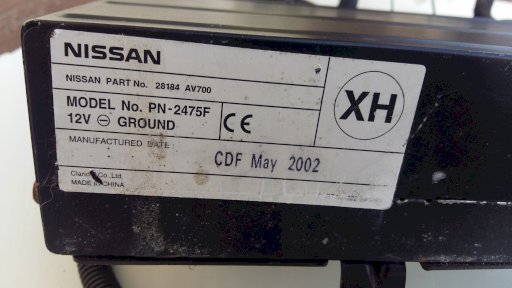 NISSAN
NISSAN PART No. 28184 AV700
MODEL No. PN-2475F
12V ⊖ GROUND
CE
XH
MANUFACTURED DATE:
CDF May 2002
Clarion Co., Ltd.
MADE IN CHINA